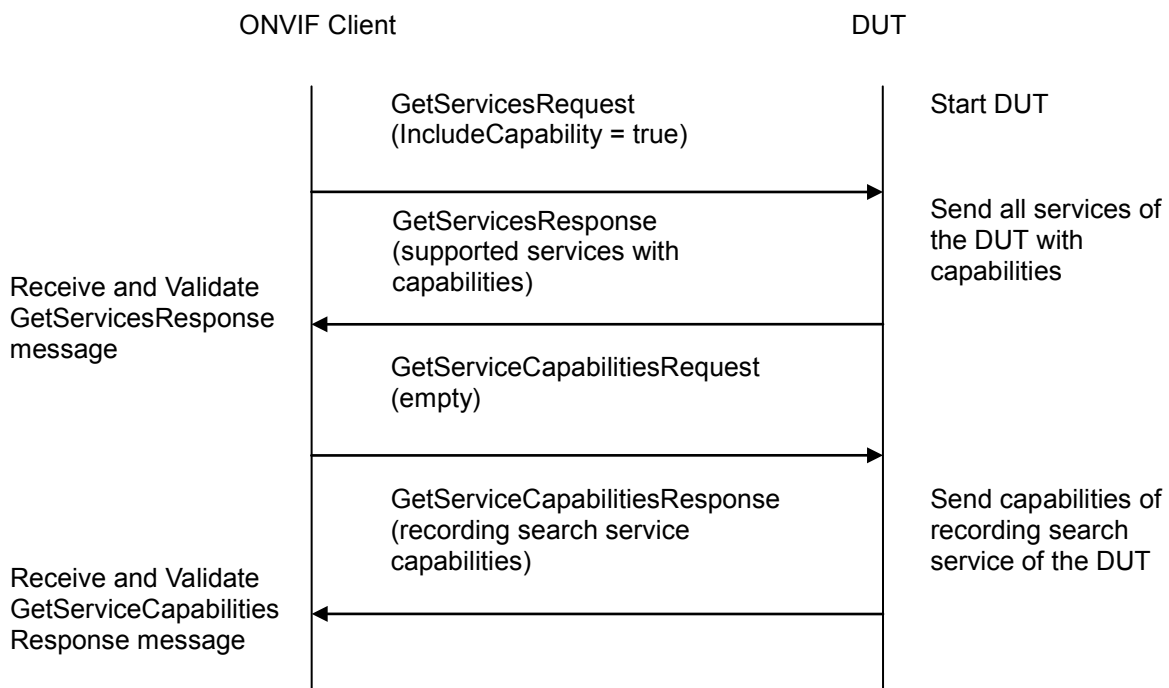 ONVIF Client
DUT
GetServicesRequest
(IncludeCapability = true)
Start DUT
GetServicesResponse
(supported services with
capabilities)
Send all services of
the DUT with
capabilities
Receive and Validate
GetServicesResponse
message
GetServiceCapabilitiesRequest
(empty)
GetServiceCapabilitiesResponse
(recording search service
capabilities)
Send capabilities of
recording search
service of the DUT
Receive and Validate
GetServiceCapabilities
Response message